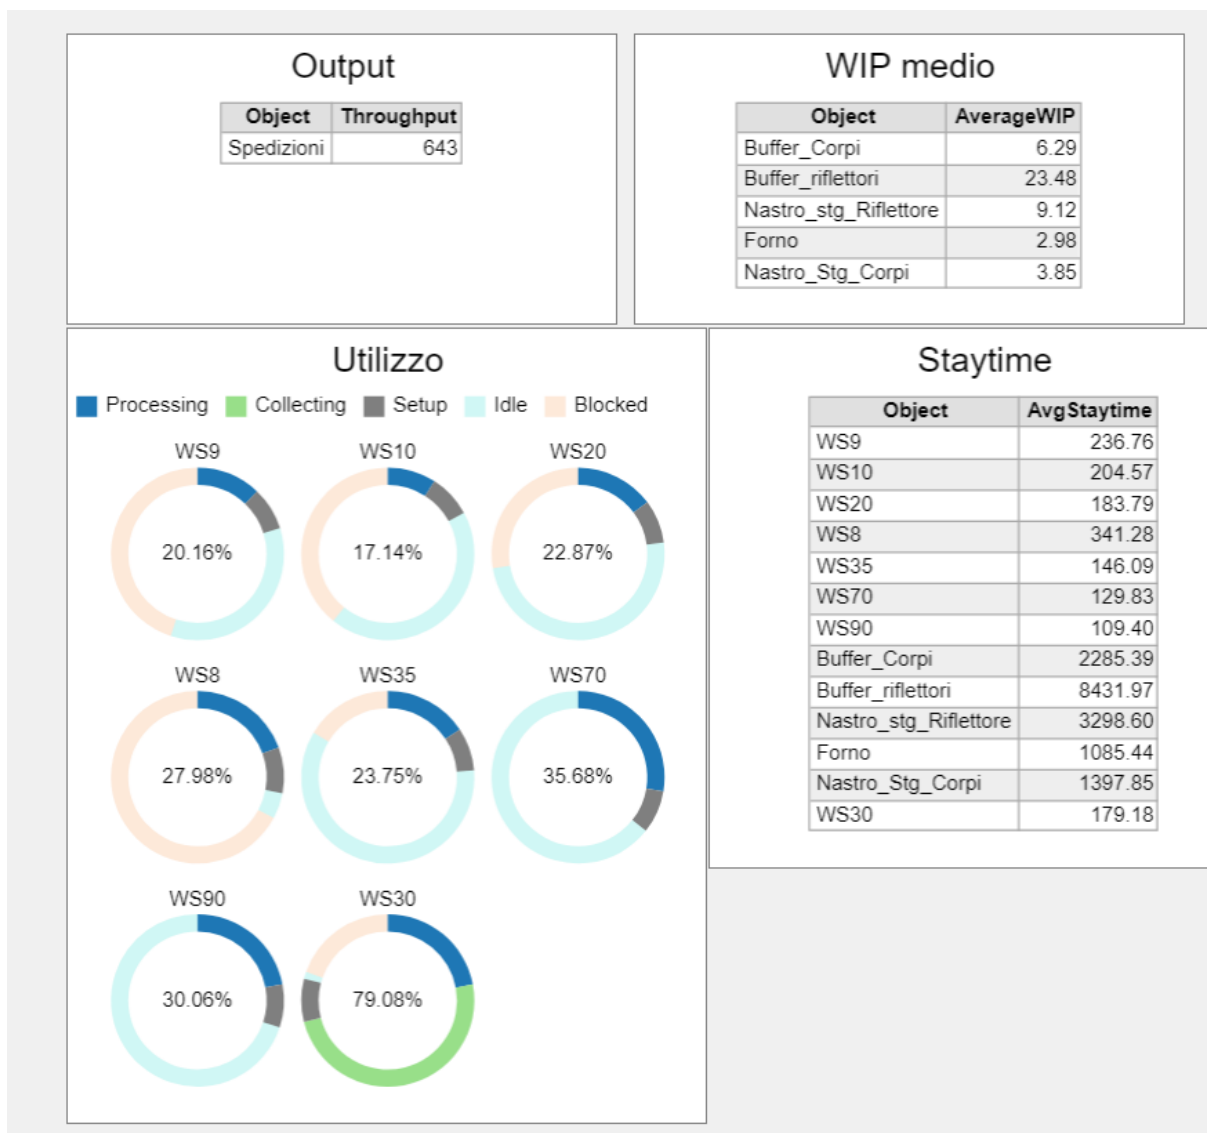 Output
Object Throughput
Spedizioni 643
WIP medio
Object AverageWIP
Buffer_Corpi 6.29
Buffer_riflettori 23.48
Nastro_stg_Riflettore 9.12
Forno 2.98
Nastro_Stg_Corpi 3.85
Utilizzo
Processing Collecting Setup Idle Blocked
WS9 WS10 WS20
20.16% 17.14% 22.87%
WS8 WS35 WS70
27.98% 23.75% 35.68%
WS90 WS30
30.06% 79.08%
Staytime
Object AvgStaytime
WS9 236.76
WS10 204.57
WS20 183.79
WS8 341.28
WS35 146.09
WS70 129.83
WS90 109.40
Buffer_Corpi 2285.39
Buffer_riflettori 8431.97
Nastro_stg_Riflettore 3298.60
Forno 1085.44
Nastro_Stg_Corpi 1397.85
WS30 179.18